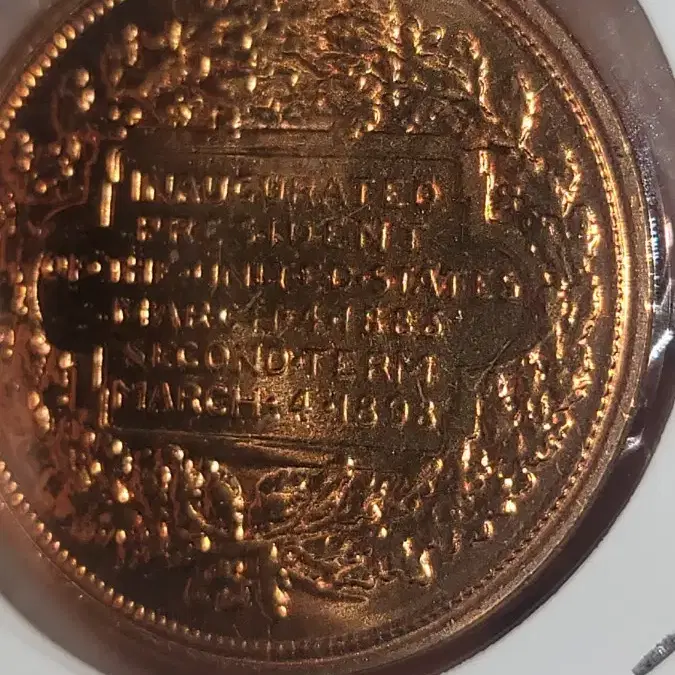 INAUGURATED
PRESIDENT
OF·THE·UNITED·STATES
MARCH·4·1885
SECOND·TERM
MARCH·4·1893